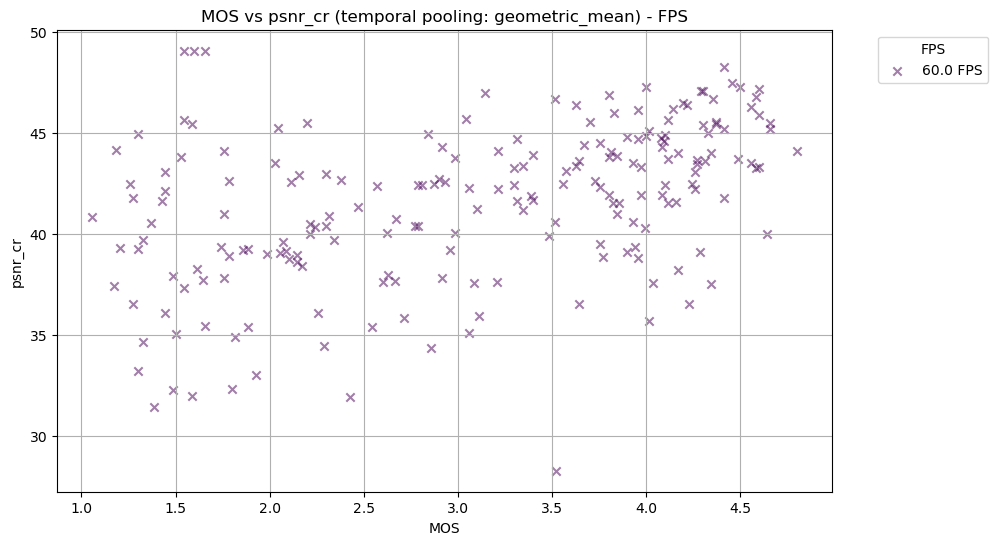 MOS vs psnr_cr (temporal pooling: geometric_mean) - FPS
FPS
60.0 FPS
psnr_cr
50
45
40
35
30
1.0 1.5 2.0 2.5 3.0 3.5 4.0 4.5
MOS